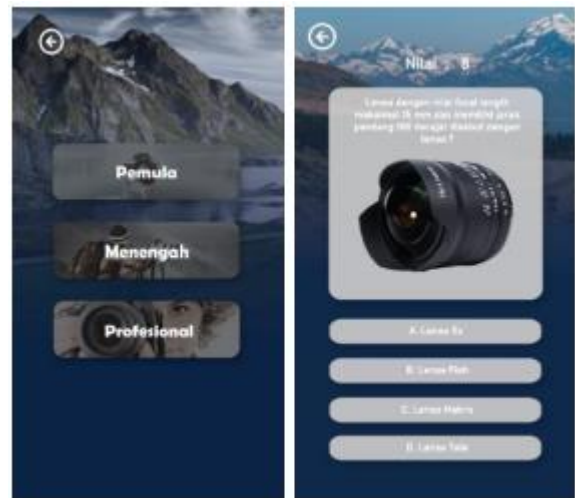 Pemula
Menengah
Profesional
Nilai : 8
Lensa dengan nilai focal length
maksimal 15 mm dan memiliki jarak
pandang 180 derajat disebut dengan
lensa ?
A. Lensa Fix
B. Lensa Fish
C. Lensa Makro
D. Lensa Tele